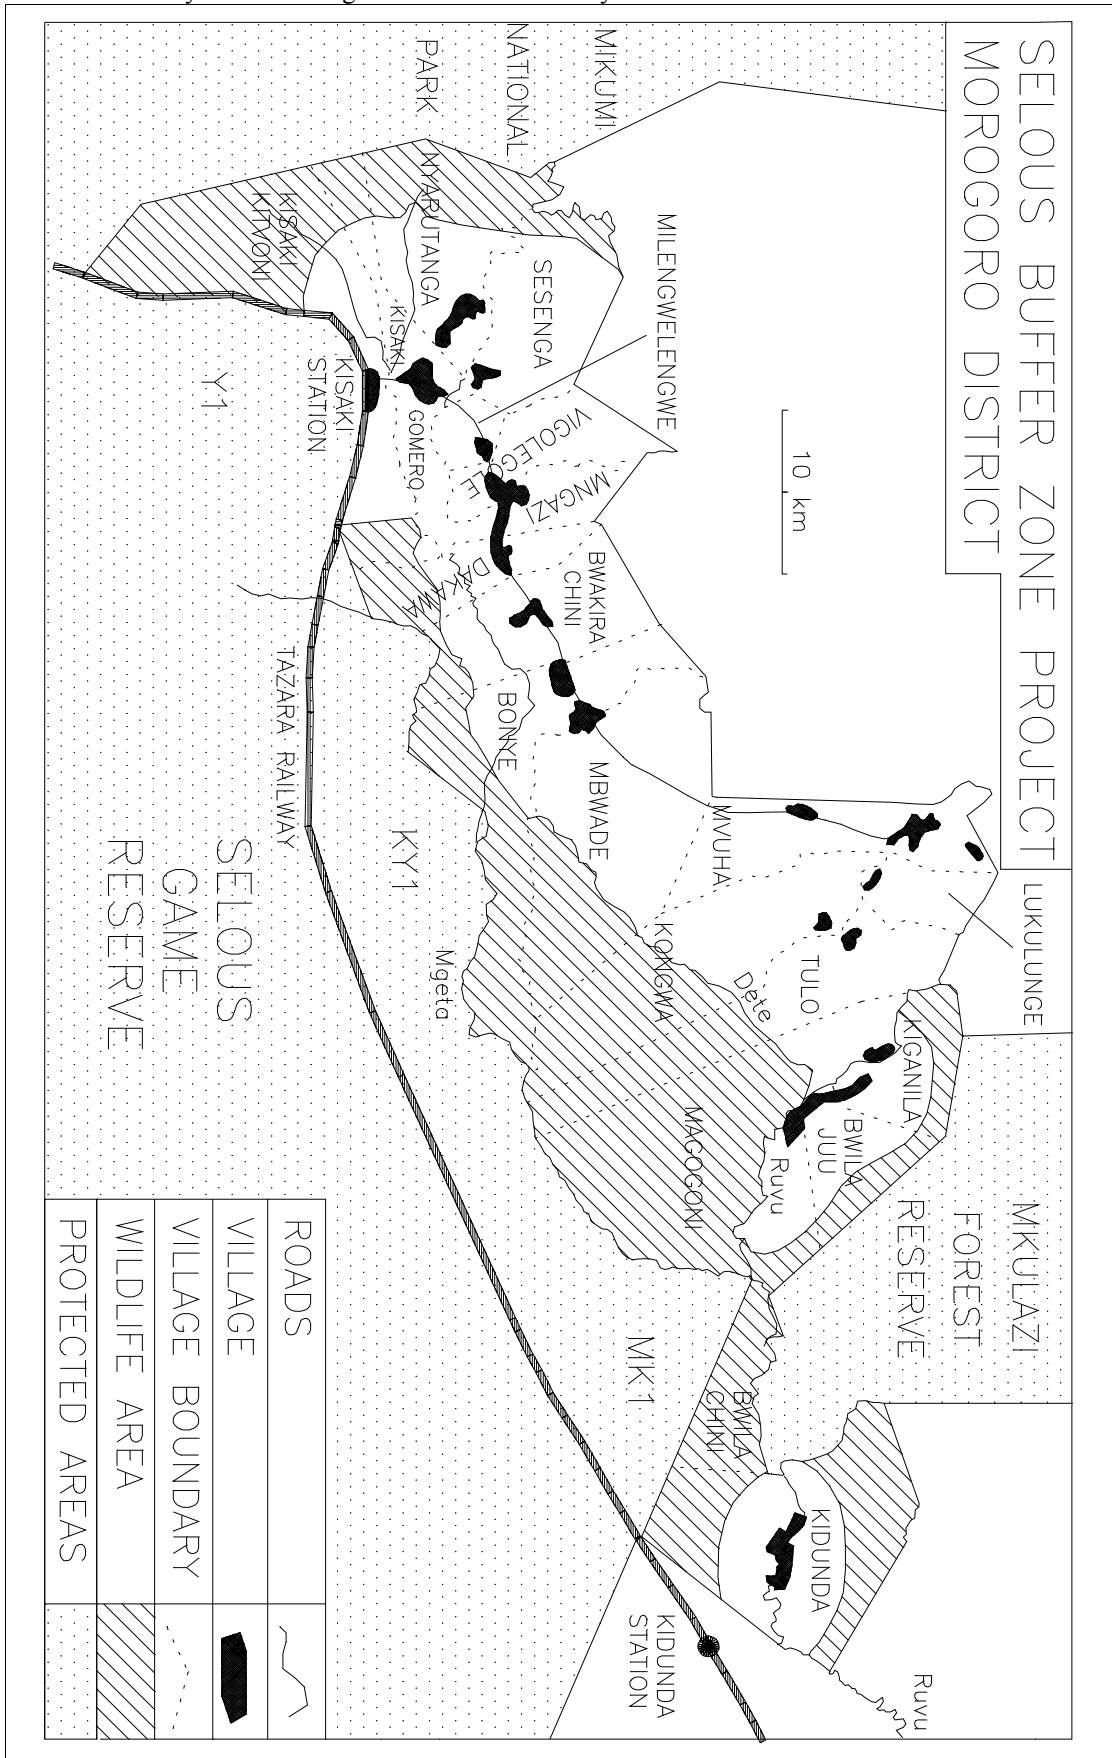 SELOUS BUFFER ZONE PROJECT
MOROGORO DISTRICT
10 km
MIKUMI
NATIONAL
PARK
NYARUTANGA
KISAKI
KITVONI
SESENGA
MILENGWELENGWE
KISAKI
GOMERO
VIGOLEGOLE
MNGAZI
KISAKI
STATION
Y1
DAKAWA
BWAKIRA
CHINI
BONYE
MBWADE
MVUHA
TAZARA RAILWAY
KY1
SELOUS
GAME
RESERVE
Mgeta
KONGWA
Dete
TULO
LUKULUNGE
KIGANILA
BWILA
JUU
Ruvu
MAGOGONI
MKULAZI
FOREST
RESERVE
MK1
BWILA
CHINI
KIDUNDA
KIDUNDA
STATION
Ruvu
ROADS
VILLAGE
VILLAGE BOUNDARY
WILDLIFE AREA
PROTECTED AREAS